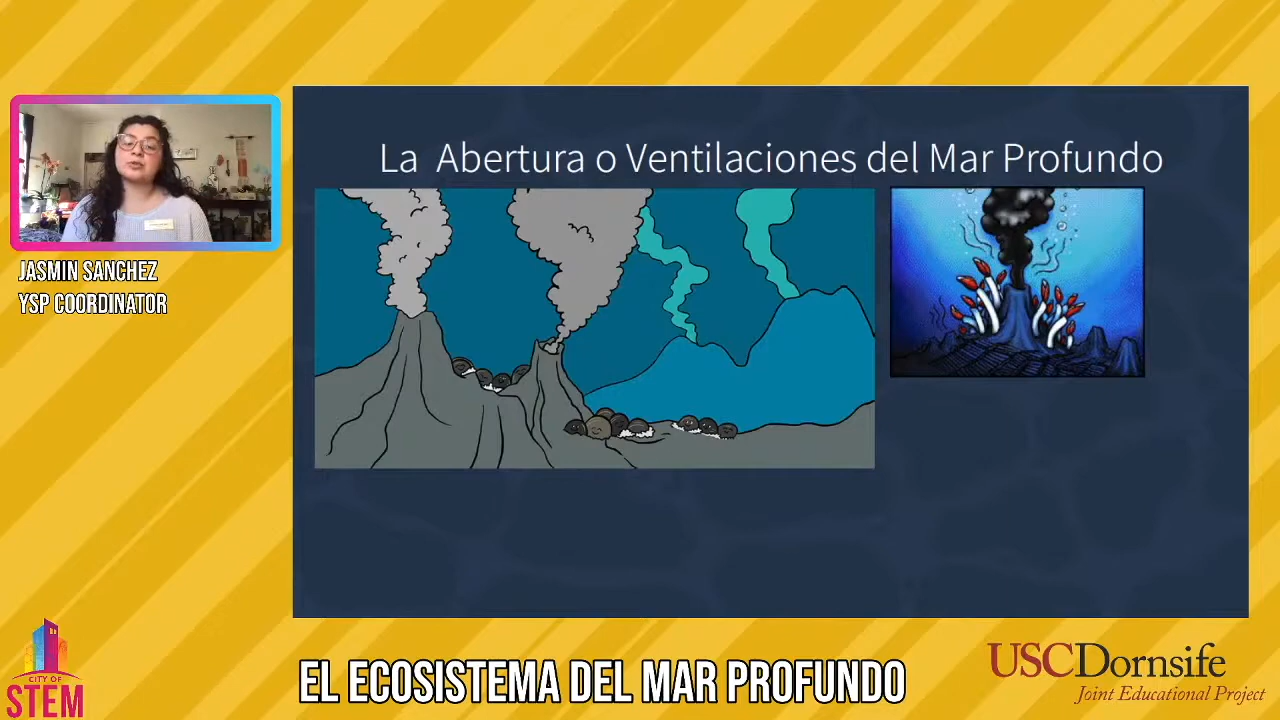 La Abertura o Ventilaciones del Mar Profundo
JASMIN SANCHEZ
YSP COORDINATOR
EL ECOSISTEMA DEL MAR PROFUNDO
CITY OF
STEM
USCDornsife
Joint Educational Project